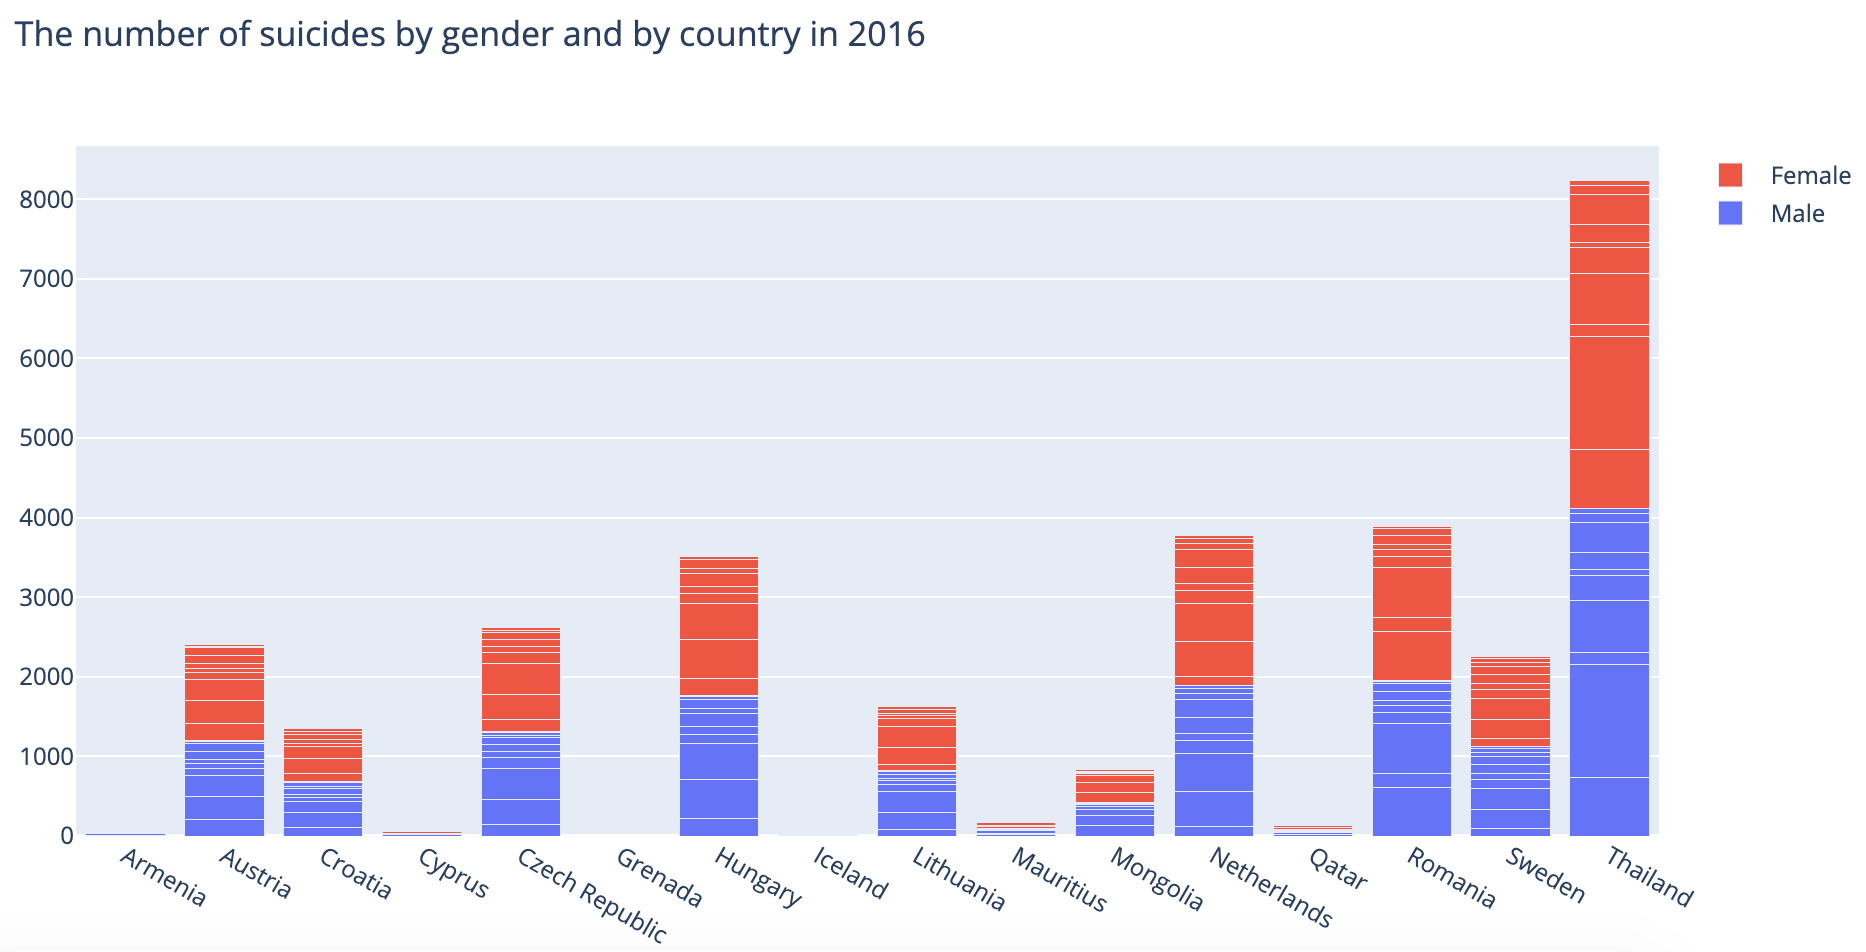 The number of suicides by gender and by country in 2016
Female
Male
8000
7000
6000
5000
4000
3000
2000
1000
0
Armenia
Austria
Croatia
Cyprus
Czech Republic
Grenada
Hungary
Iceland
Lithuania
Mauritius
Mongolia
Netherlands
Qatar
Romania
Sweden
Thailand